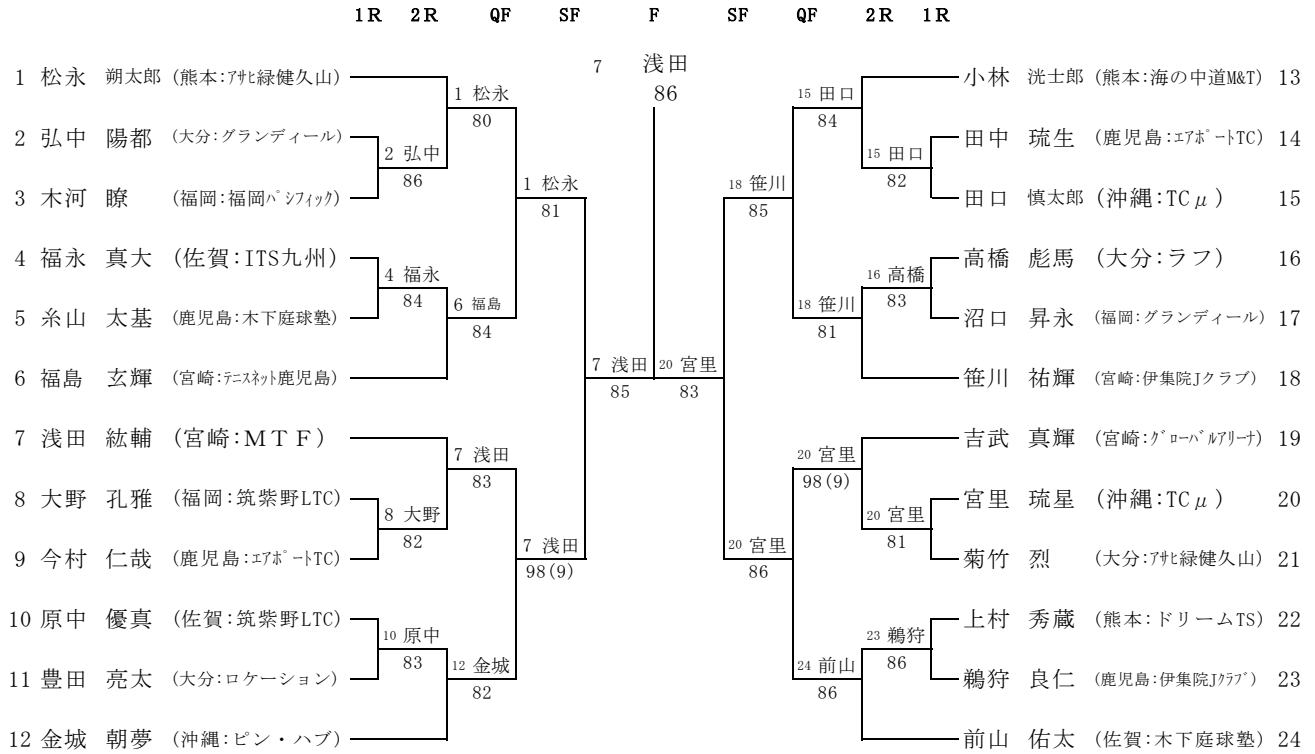 1R 2R QF SF F SF QF 2R 1R
7 浅田
86
1 松永 朔太郎 (熊本:ｱｻﾋ緑健久山)
2 弘中 陽都 (大分:グランディール)
3 木河 瞭 (福岡:福岡ﾊﾟｼﾌｨｯｸ)
4 福永 真大 (佐賀:ITS九州)
5 糸山 太基 (鹿児島:木下庭球塾)
6 福島 玄輝 (宮崎:ﾃﾆｽﾈｯﾄ鹿児島)
7 浅田 紘輔 (宮崎:ＭＴＦ)
8 大野 孔雅 (福岡:筑紫野LTC)
9 今村 仁哉 (鹿児島:ｴｱﾎﾟｰﾄTC)
10 原中 優真 (佐賀:筑紫野LTC)
11 豊田 亮太 (大分:ロケーション)
12 金城 朝夢 (沖縄:ピン・ハブ)
2 弘中
86
4 福永
84
8 大野
82
10 原中
83
1 松永
80
6 福島
84
7 浅田
83
12 金城
82
1 松永
81
7 浅田
98(9)
7 浅田
85
20 宮里
83
18 笹川
85
20 宮里
86
15 田口
84
18 笹川
81
20 宮里
98(9)
24 前山
86
15 田口
82
16 高橋
83
20 宮里
81
23 鵜狩
86
小林 洸士郎 (熊本:海の中道M&T) 13
田中 琉生 (鹿児島:ｴｱﾎﾟｰﾄTC) 14
田口 慎太郎 (沖縄:TCμ) 15
高橋 彪馬 (大分:ラフ) 16
沼口 昇永 (福岡:グランディール) 17
笹川 祐輝 (宮崎:伊集院Jクラブ) 18
吉武 真輝 (宮崎:ｸﾞﾛｰﾊﾞﾙｱﾘｰﾅ) 19
宮里 琉星 (沖縄:TCμ) 20
菊竹 烈 (大分:ｱｻﾋ緑健久山) 21
上村 秀蔵 (熊本:ドリームTS) 22
鵜狩 良仁 (鹿児島:伊集院Jｸﾗﾌﾞ) 23
前山 佑太 (佐賀:木下庭球塾) 24